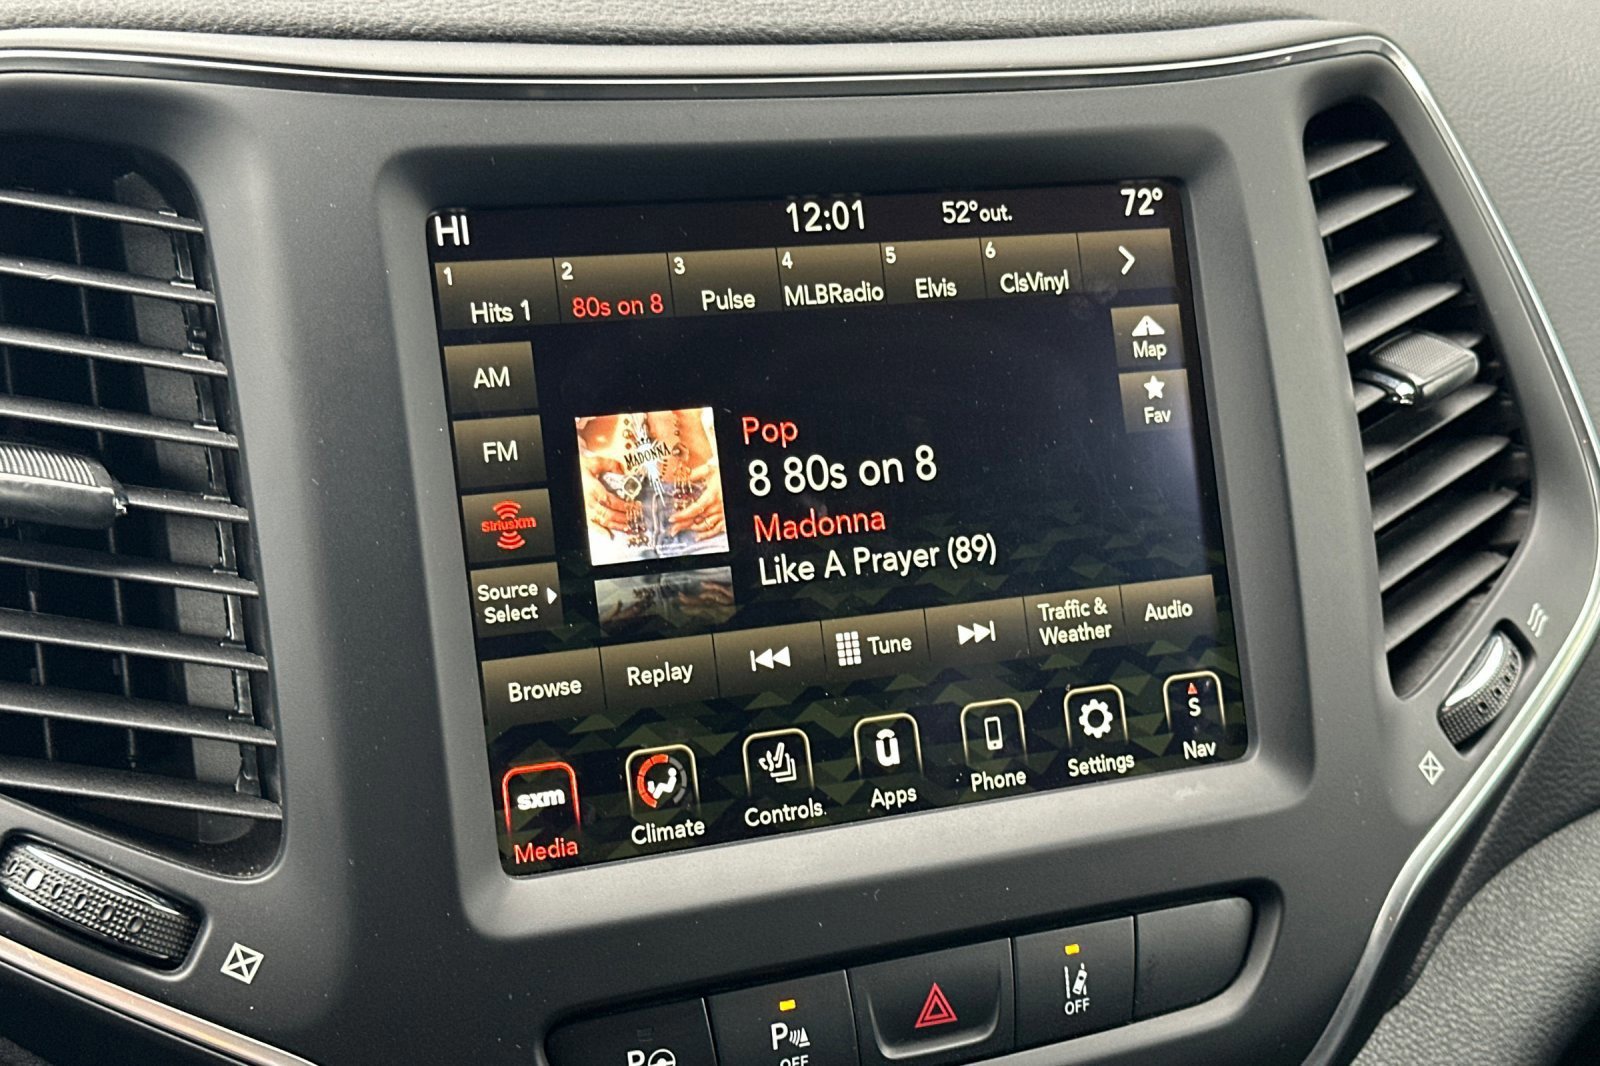 HI
12:01
52° out.
72°
1
Hits 1
2
80s on 8
3
Pulse
4
MLBRadio
5
Elvis
6
ClsVinyl
Map
Fav
AM
FM
SiriusXM
Source
Select
MADONNA
Pop
8 80s on 8
Madonna
Like A Prayer (89)
Browse
Replay
Tune
Traffic &
Weather
Audio
sxm
Media
Climate
Controls
u
Apps
Phone
Settings
S
Nav
P
P
OFF
OFF